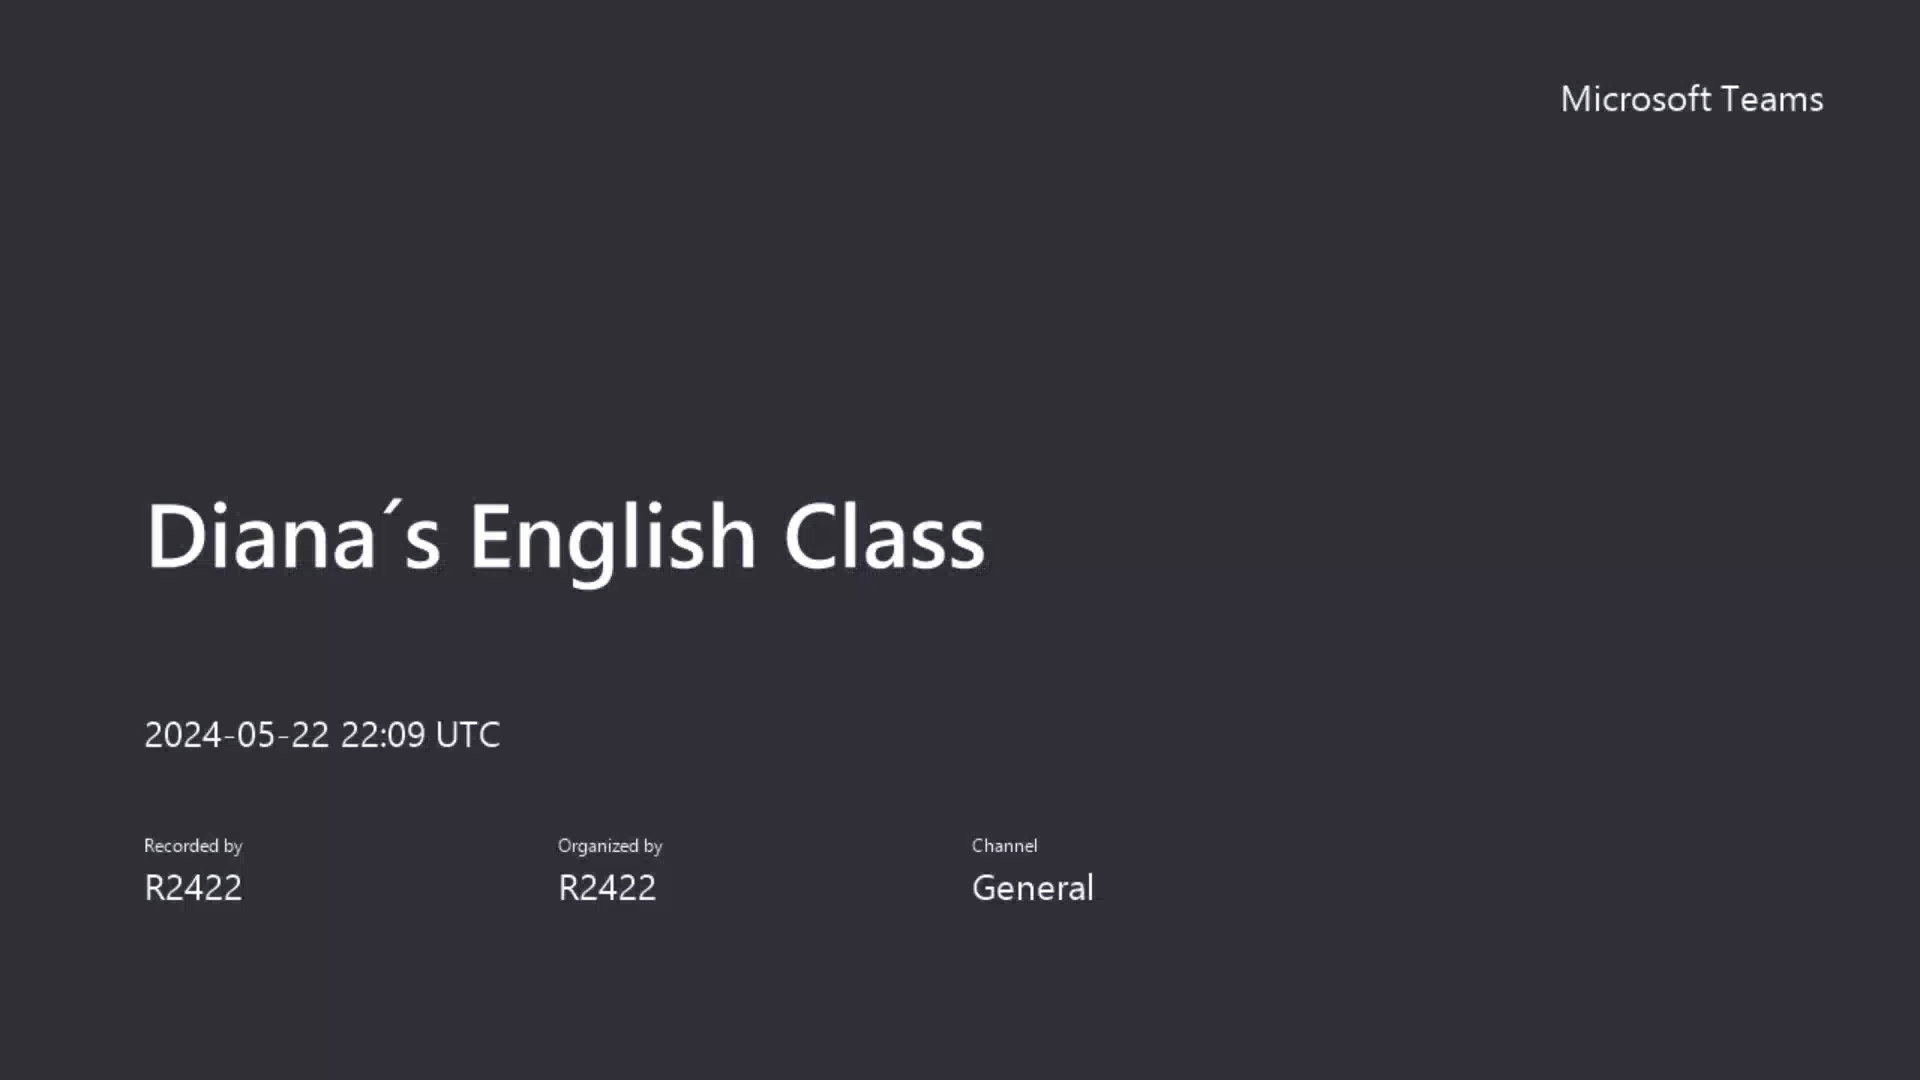 Microsoft Teams
Diana´s English Class
2024-05-22 22:09 UTC
Recorded by
R2422
Organized by
R2422
Channel
General